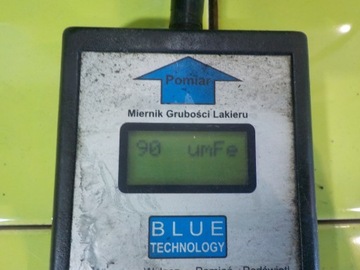 Pomiar
Miernik Grubości Lakieru
90 umFe
BLUE
TECHNOLOGY